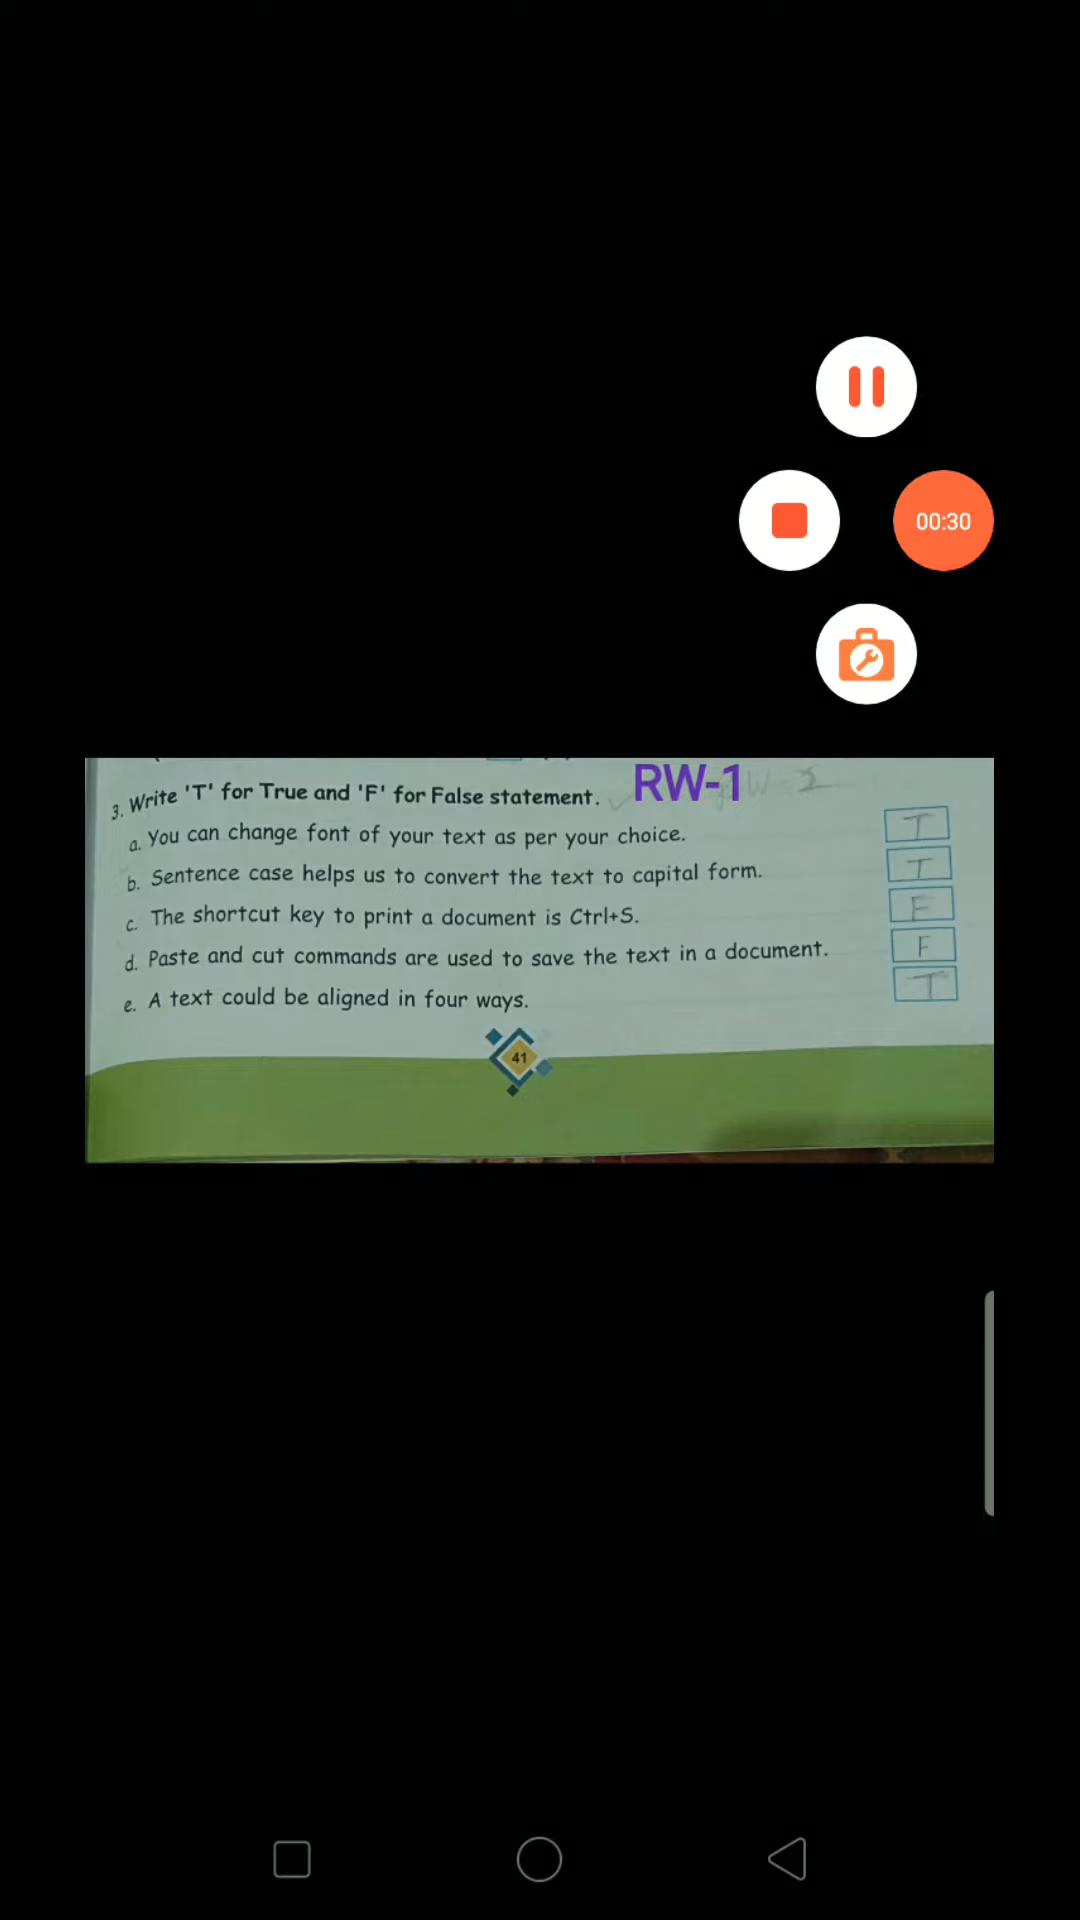 00:30
RW-1
3. Write 'T' for True and 'F' for False statement.
a. You can change font of your text as per your choice. T
b. Sentence case helps us to convert the text to capital form. T
c. The shortcut key to print a document is Ctrl+S. F
d. Paste and cut commands are used to save the text in a document. F
e. A text could be aligned in four ways. T
41